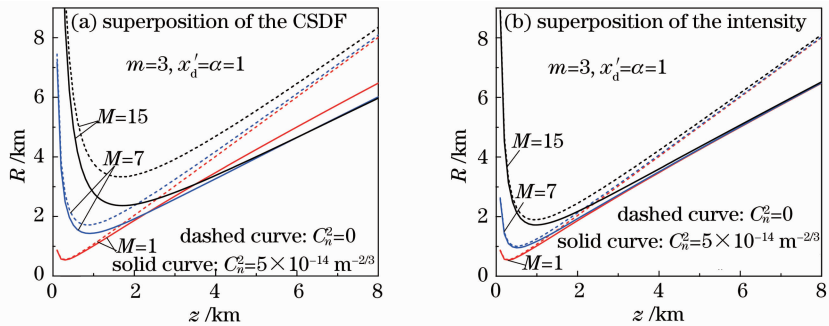 (a) superposition of the CSDF
m=3, x′d=α=1
M=15
M=7
M=1
dashed curve: C²n=0
solid curve: C²n=5×10⁻¹⁴ m⁻²/³
R /km
8
6
4
2
0
0 2 4 6 8
z/km
(b) superposition of the intensity
m=3, x′d=α=1
M=15
M=7
M=1
dashed curve: C²n=0
solid curve: C²n=5×10⁻¹⁴ m⁻²/³
R /km
8
6
4
2
0
0 2 4 6 8
z/km